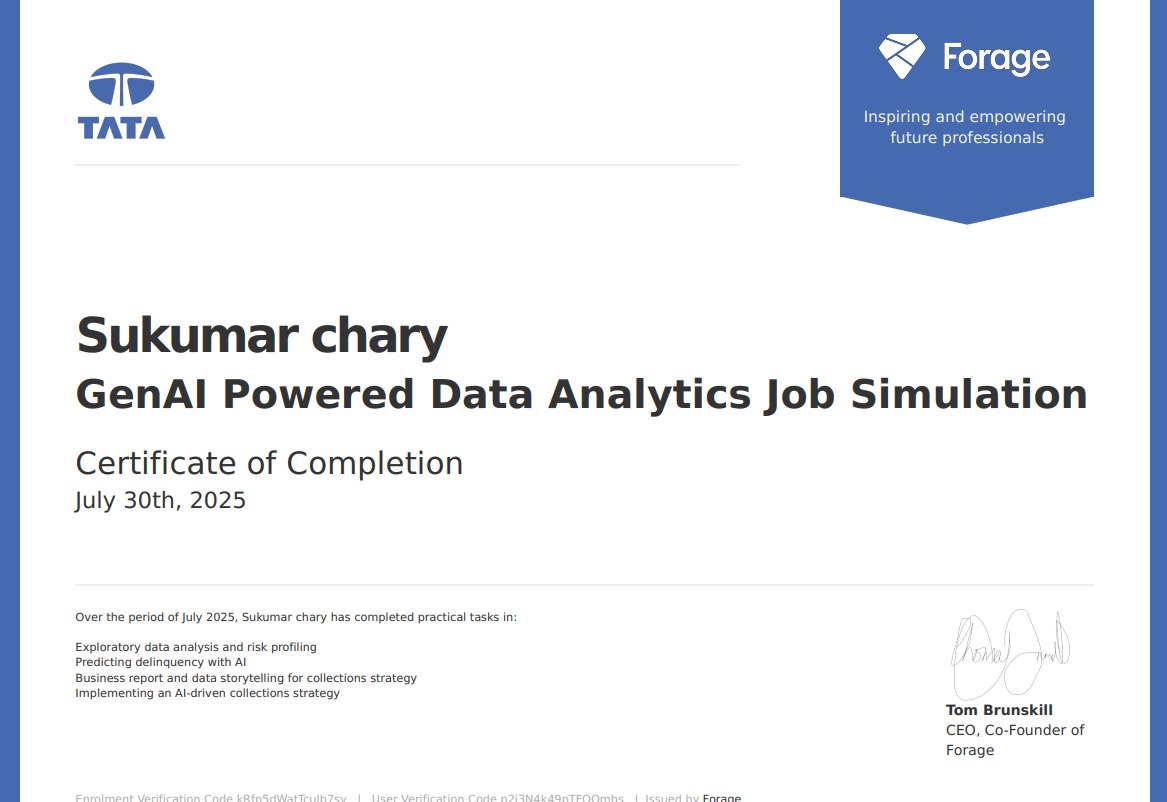 TATA
Forage
Inspiring and empowering
future professionals
Sukumar chary
GenAI Powered Data Analytics Job Simulation
Certificate of Completion
July 30th, 2025
Over the period of July 2025, Sukumar chary has completed practical tasks in:
Exploratory data analysis and risk profiling
Predicting delinquency with AI
Business report and data storytelling for collections strategy
Implementing an AI-driven collections strategy
Tom Brunskill
CEO, Co-Founder of
Forage
Enrolment Verification Code | User Verification Code | Issued by Forage